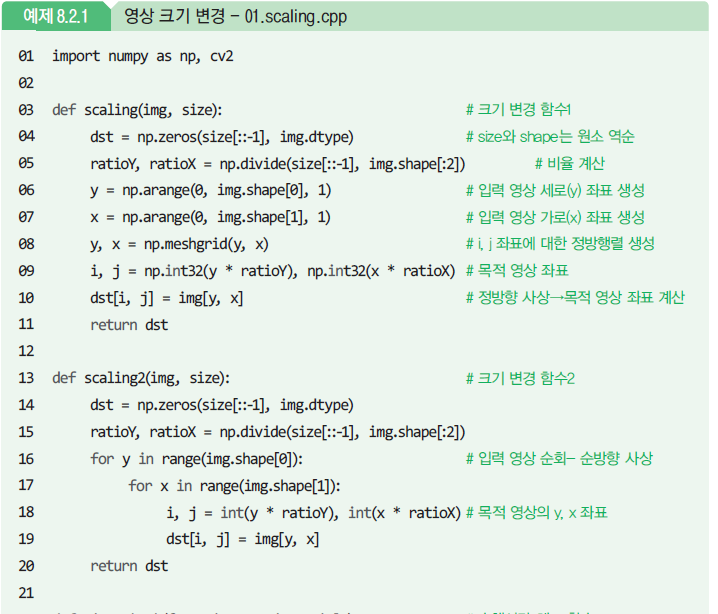 예제 8.2.1 영상 크기 변경 – 01.scaling.cpp
01 import numpy as np, cv2
02
03 def scaling(img, size): # 크기 변경 함수1
04 dst = np.zeros(size[::-1], img.dtype) # size와 shape는 원소 역순
05 ratioY, ratioX = np.divide(size[::-1], img.shape[:2]) # 비율 계산
06 y = np.arange(0, img.shape[0], 1) # 입력 영상 세로(y) 좌표 생성
07 x = np.arange(0, img.shape[1], 1) # 입력 영상 가로(x) 좌표 생성
08 y, x = np.meshgrid(y, x) # i, j 좌표에 대한 정방행렬 생성
09 i, j = np.int32(y * ratioY), np.int32(x * ratioX) # 목적 영상 좌표
10 dst[i, j] = img[y, x] # 정방향 사상→목적 영상 좌표 계산
11 return dst
12
13 def scaling2(img, size): # 크기 변경 함수2
14 dst = np.zeros(size[::-1], img.dtype)
15 ratioY, ratioX = np.divide(size[::-1], img.shape[:2])
16 for y in range(img.shape[0]): # 입력 영상 순회– 순방향 사상
17 for x in range(img.shape[1]):
18 i, j = int(y * ratioY), int(x * ratioX) # 목적 영상의 y, x 좌표
19 dst[i, j] = img[y, x]
20 return dst
21